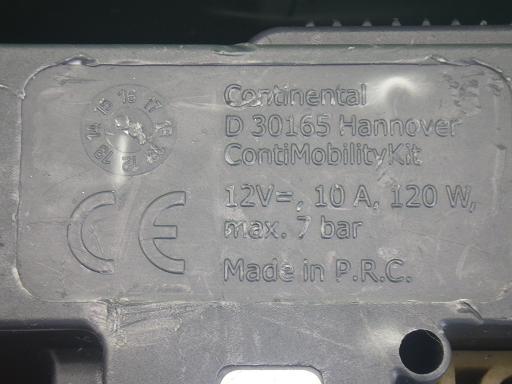 Continental
D 30165 Hannover
ContiMobilityKit
12V=, 10 A, 120 W,
max. 7 bar
Made in P.R.C.
CE